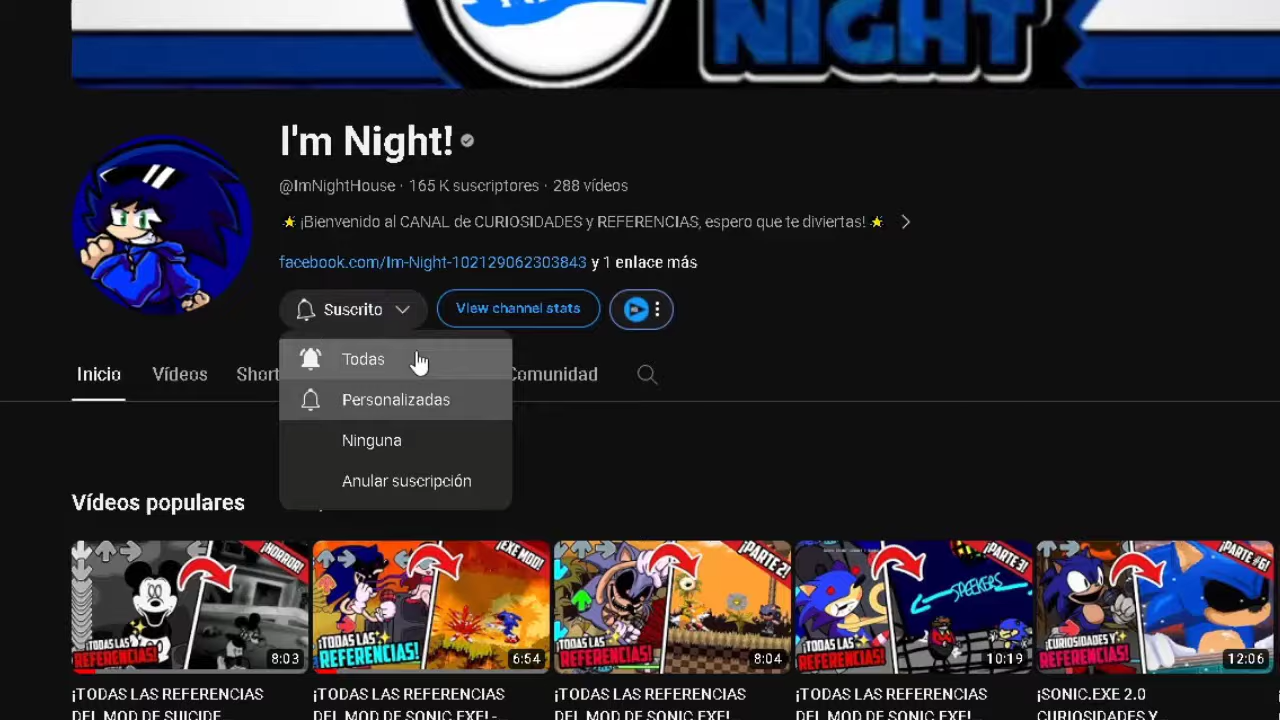 NIGHT
I'm Night!
@ImNightHouse · 165 K suscriptores · 288 vídeos
¡Bienvenido al CANAL de CURIOSIDADES y REFERENCIAS, espero que te diviertas!
facebook.com/Im-Night-102129062303843 y 1 enlace más
Suscrito View channel stats
Todas
Inicio Vídeos Short Comunidad
Personalizadas
Ninguna
Anular suscripción
Vídeos populares
¡HORROR!
¡TODAS LAS
REFERENCIAS!
8:03
¡EXE MOD!
¡TODAS LAS
REFERENCIAS!
6:54
¡PARTE 2!
¡TODAS LAS
REFERENCIAS!
8:04
¡PARTE 3!
SPEEKERS
¡TODAS LAS
REFERENCIAS!
10:19
¡PARTE #6!
¡CURIOSIDADES Y
REFERENCIAS!
12:06
¡TODAS LAS REFERENCIAS
DEL MOD DE SUICIDE
¡TODAS LAS REFERENCIAS
DEL MOD DE SONIC.EXE! -
¡TODAS LAS REFERENCIAS
DEL MOD DE SONIC EXE!
¡TODAS LAS REFERENCIAS
DEL MOD DE SONIC.EXE!
¡SONIC.EXE 2.0
CURIOSIDADES Y